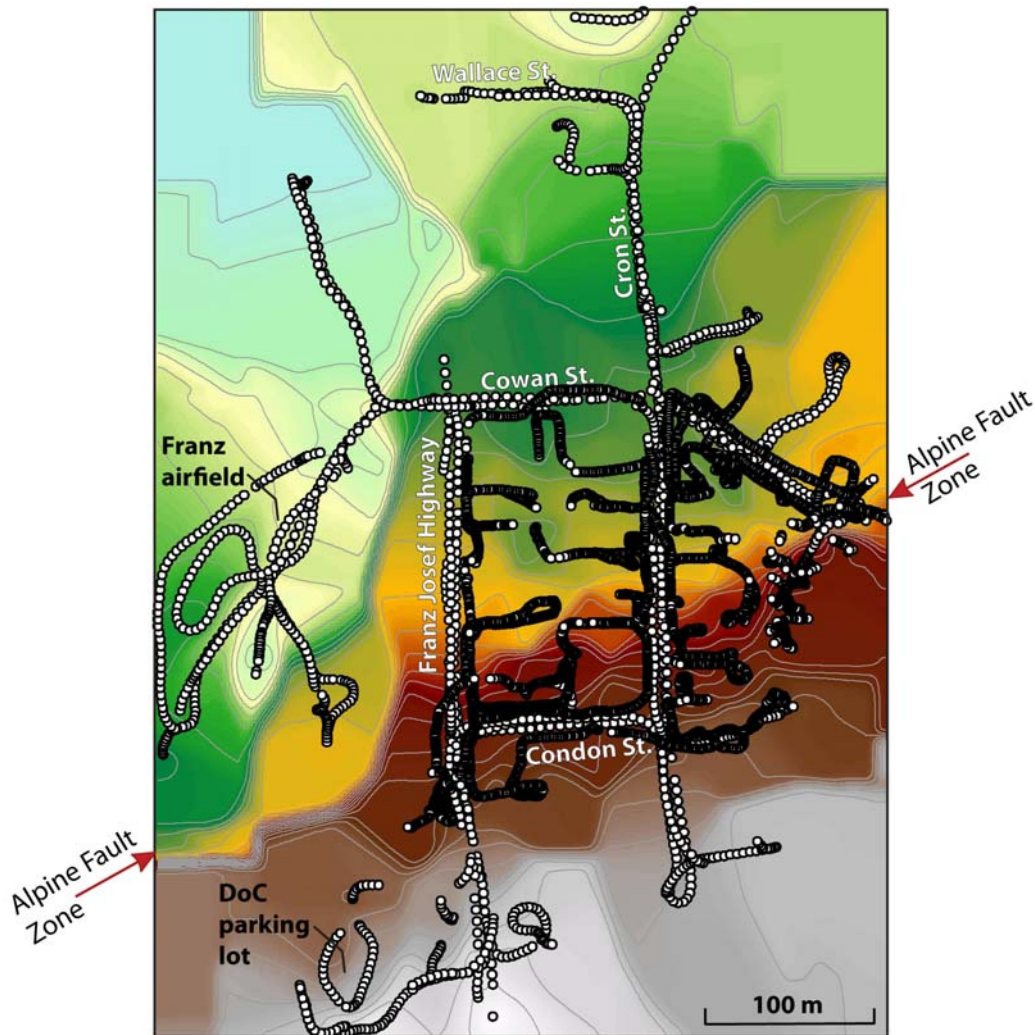 Wallace St.
Cron St.
Cowan St.
Franz
airfield
Franz Josef Highway
Alpine Fault
Zone
Condon St.
Alpine Fault
Zone
DoC
parking
lot
100 m